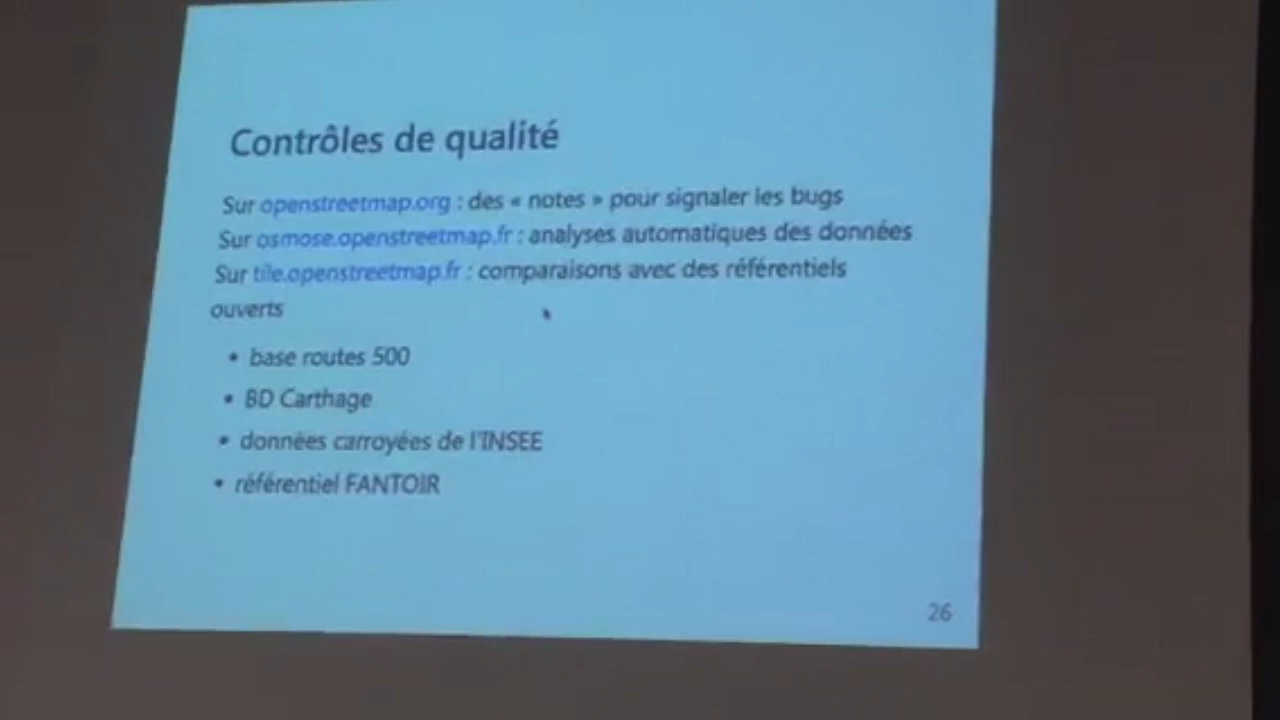 Contrôles de qualité
Sur openstreetmap.org : des « notes » pour signaler les bugs
Sur osmose.openstreetmap.fr : analyses automatiques des données
Sur tile.openstreetmap.fr : comparaisons avec des référentiels
ouverts
• base routes 500
• BD Carthage
• données carroyées de l'INSEE
• référentiel FANTOIR
26